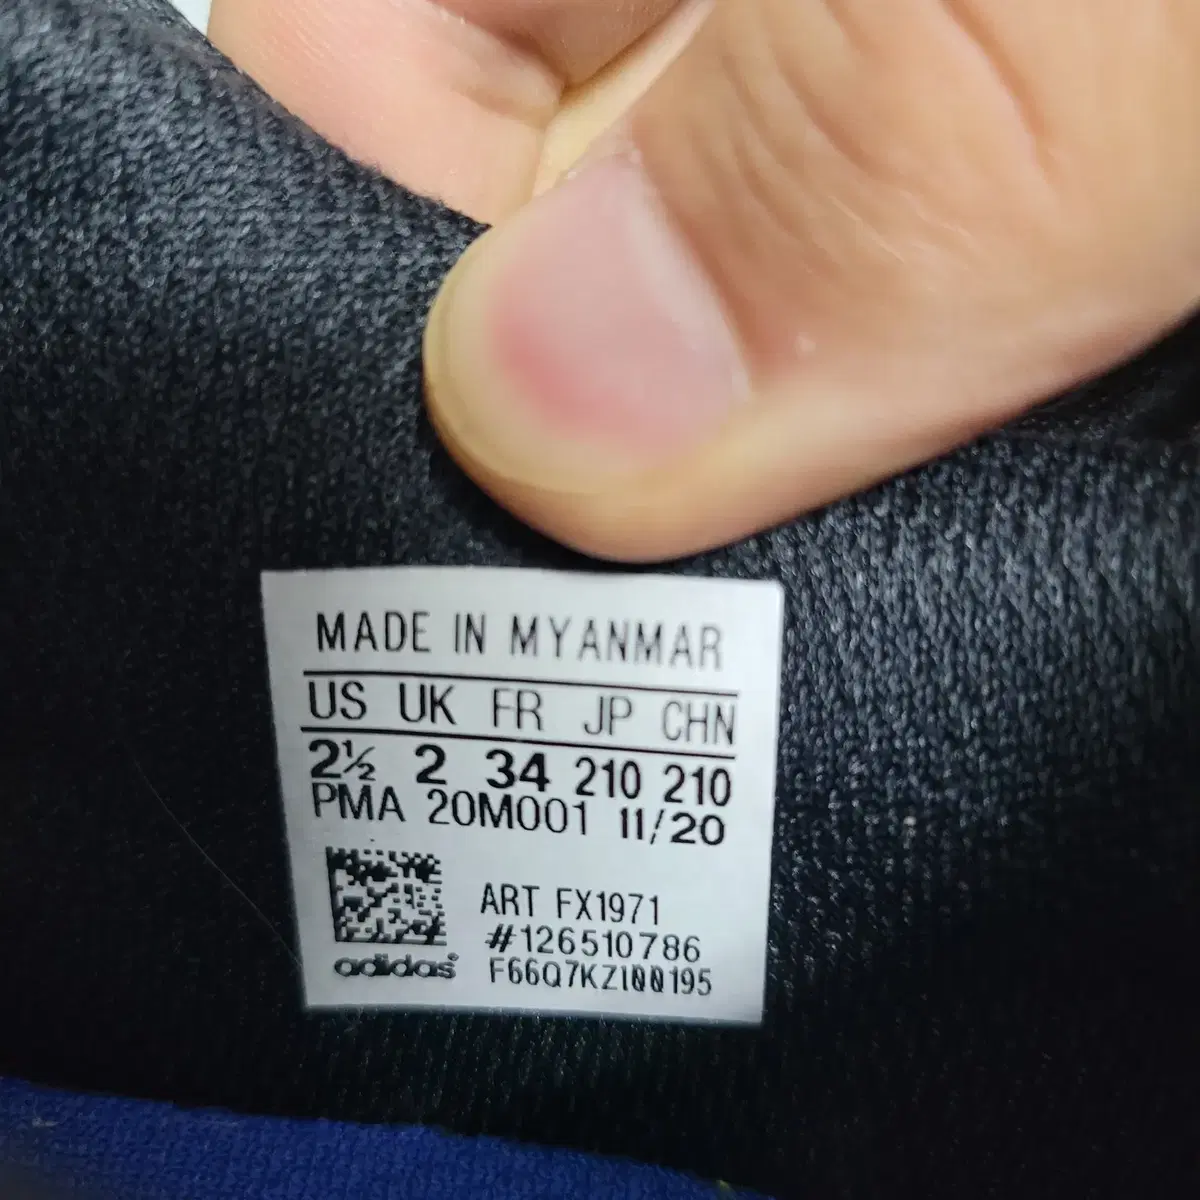 MADE IN MYANMAR
US UK FR JP CHN
2½ 2 34 210 210
PMA 20M001 11/20
ART FX1971
#126510786
adidas®
F66Q7KZ100195